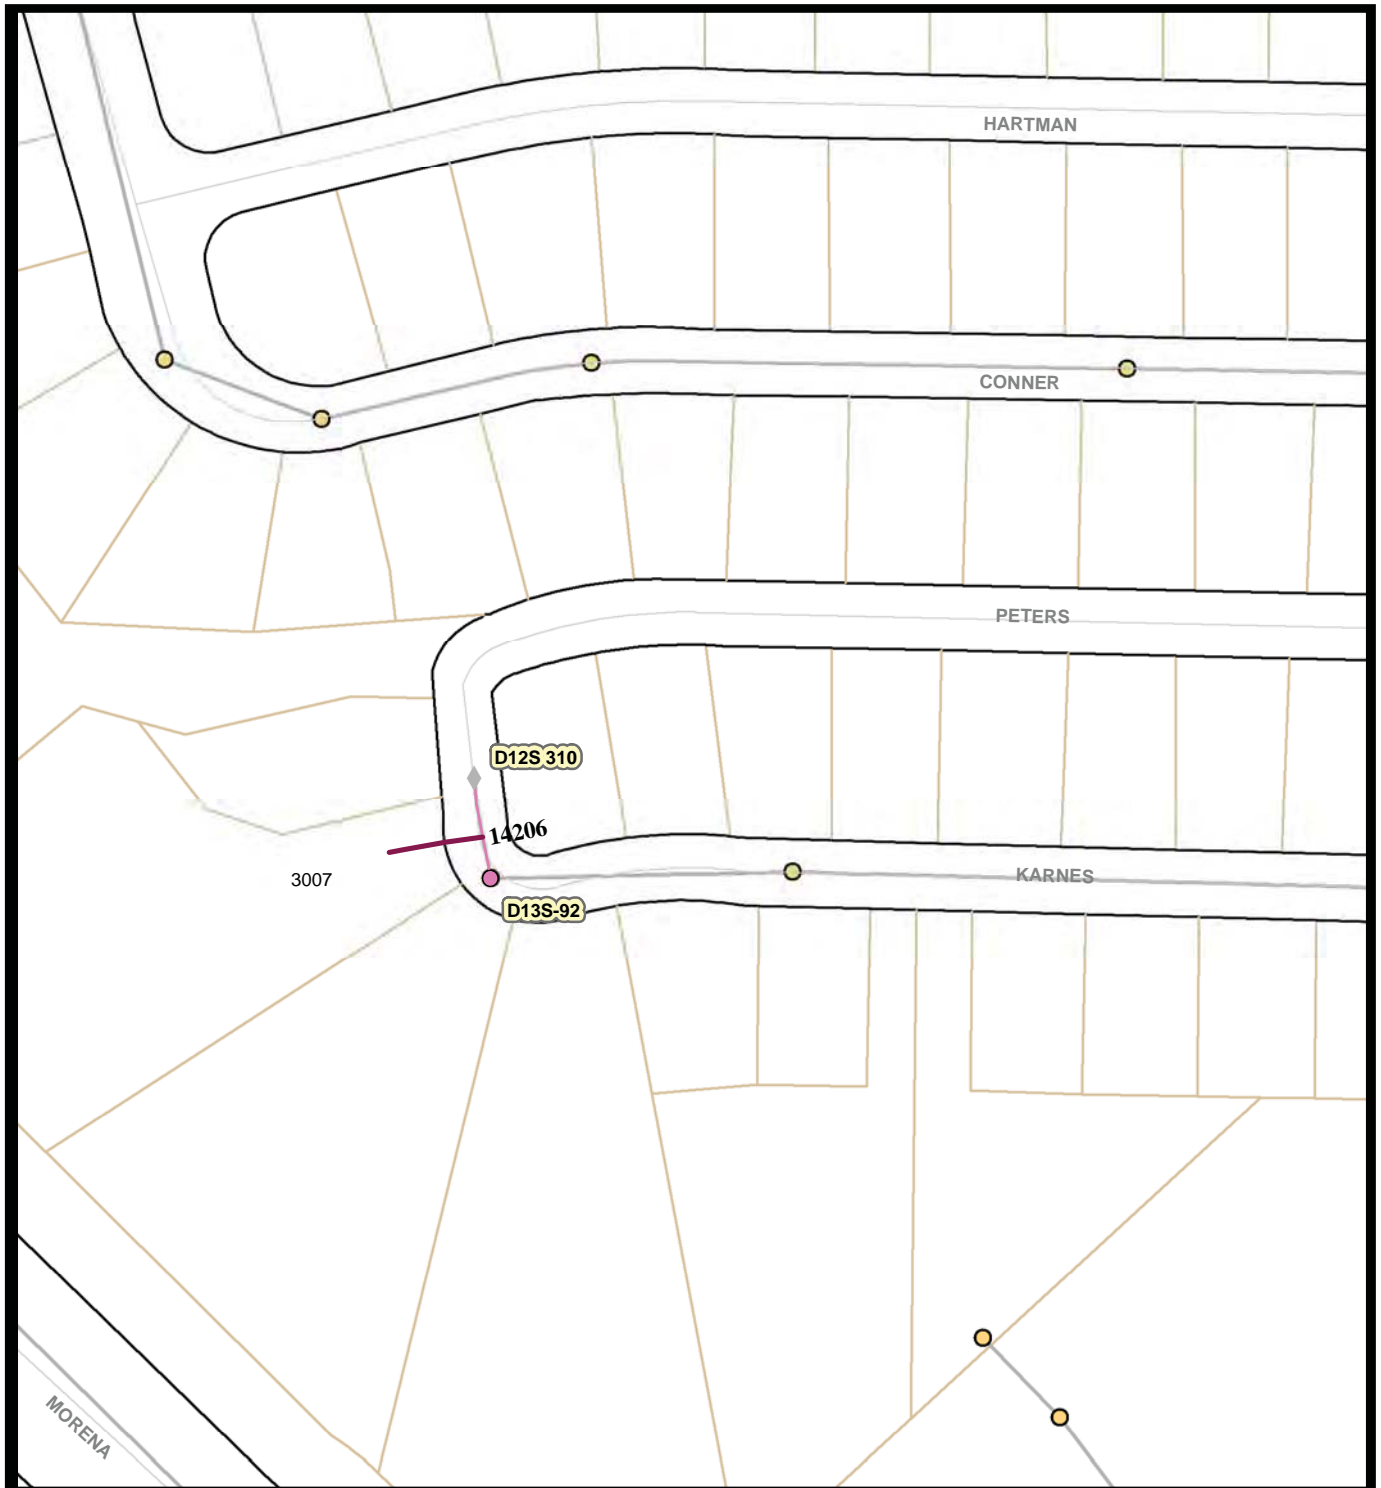 HARTMAN
CONNER
PETERS
D12S 310
14206
3007
KARNES
D13S-92
MORENA